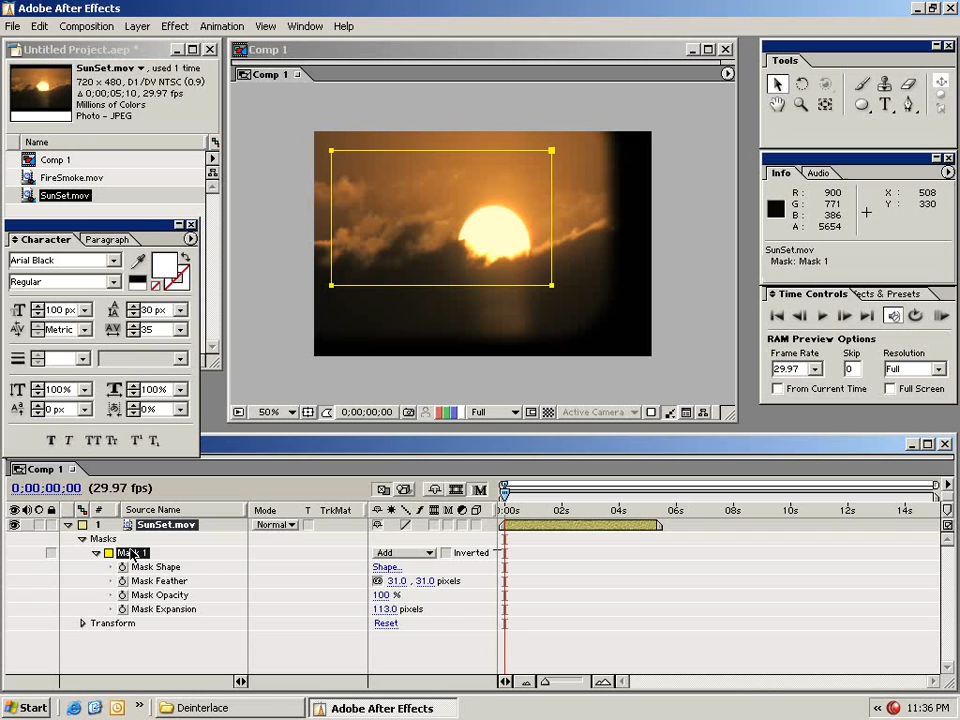 Adobe After Effects
File Edit Composition Layer Effect Animation View Window Help
Untitled Project.aep *
SunSet.mov ▼ , used 1 time
720 x 480, D1/DV NTSC (0.9)
Δ 0;00;05;10, 29.97 fps
Millions of Colors
Photo - JPEG
Name
Comp 1
FireSmoke.mov
SunSet.mov
Character Paragraph
Arial Black
Regular
100 px 30 px
Metric 35
100% 100%
0 px 0%
T T TT Tt T¹ T₁
Comp 1
Comp 1
50% 0;00;00;00 Full Active Camera
Tools
Info Audio
R : 900 X : 508
G : 771 Y : 330
B : 386
A : 5654
SunSet.mov
Mask: Mask 1
Time Controls ects & Presets
RAM Preview Options
Frame Rate Skip Resolution
29.97 0 Full
From Current Time Full Screen
Comp 1
0;00;00;00 (29.97 fps)
# Source Name Mode T TrkMat
:00s 02s 04s 06s 08s 10s 12s 14s
1 SunSet.mov Normal
Masks
Mask 1 Add Inverted
Mask Shape Shape...
Mask Feather 31.0 , 31.0 pixels
Mask Opacity 100 %
Mask Expansion 113.0 pixels
Transform Reset
Start Deinterlace Adobe After Effects 11:36 PM